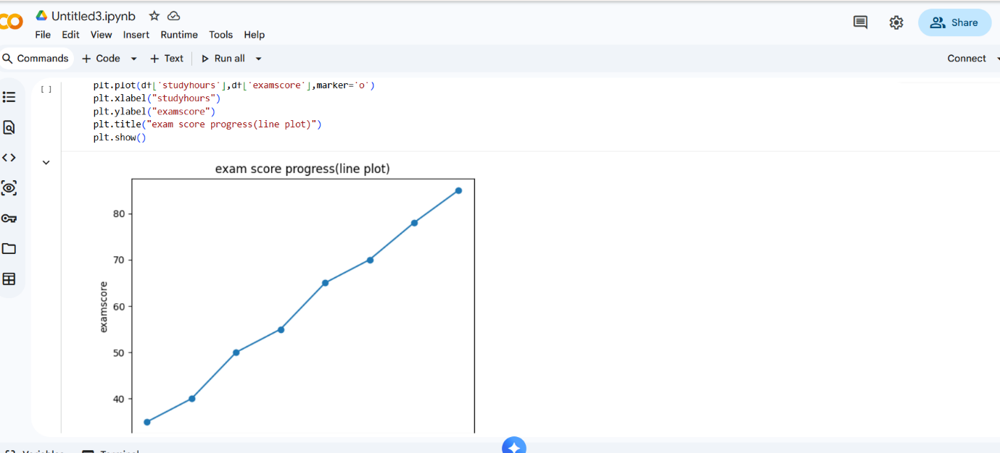 CO Untitled3.ipynb
File Edit View Insert Runtime Tools Help
Share
Commands + Code + Text Run all
Connect
[ ]
plt.plot(df['studyhours'],df['examscore'],marker='o')
plt.xlabel("studyhours")
plt.ylabel("examscore")
plt.title("exam score progress(line plot)")
plt.show()
exam score progress(line plot)
80
70
60
50
40
examscore
Variables Terminal